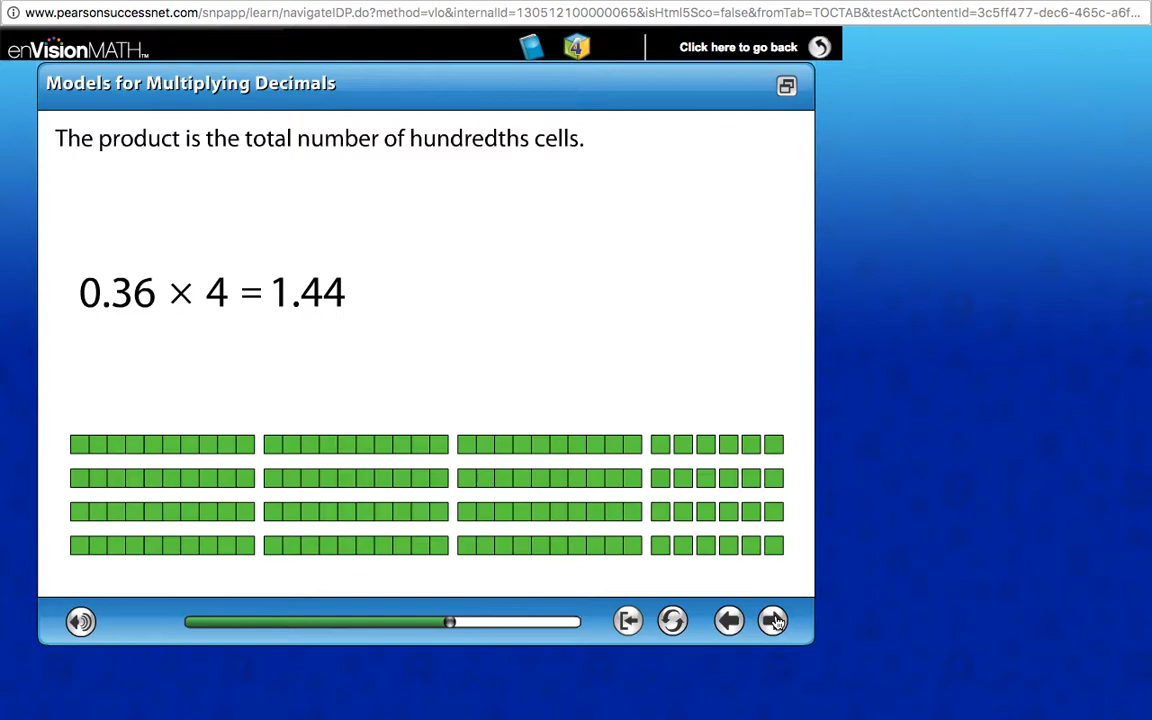 www.pearsonsuccessnet.com/snpapp/learn/navigateIDP.do?method=vlo&internalId=130512100000065&isHtml5Sco=false&fromTab=TOCTAB&testActContentId=3c5ff477-dec6-465c-a6f...
enVisionMATH™ 4 Click here to go back
Models for Multiplying Decimals
The product is the total number of hundredths cells.
0.36 × 4 = 1.44